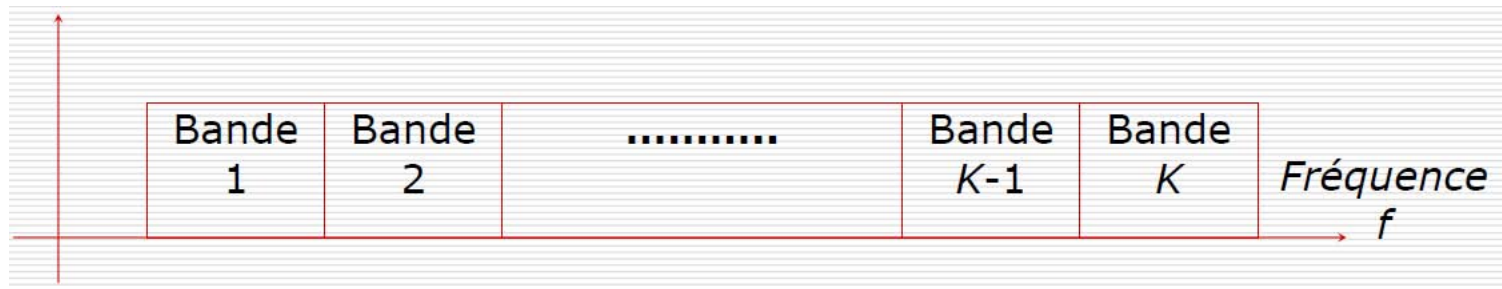 Bande Bande ........... Bande Bande
1 2 K-1 K Fréquence
f